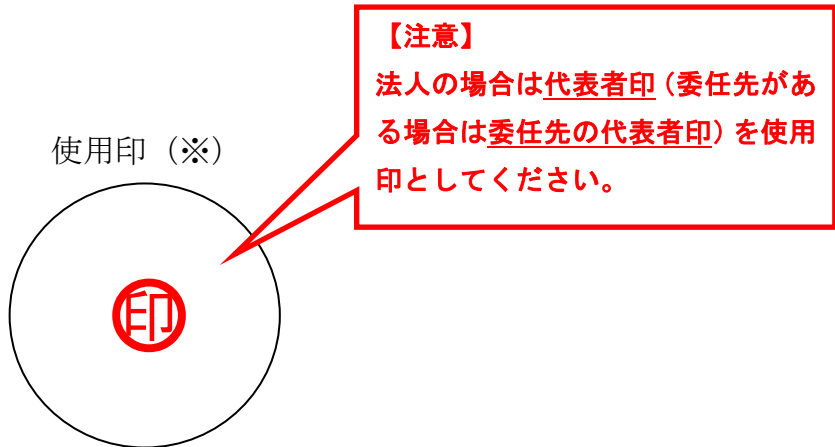 【注意】
法人の場合は代表者印（委任先があ
る場合は委任先の代表者印）を使用
印としてください。
使用印（※）
印